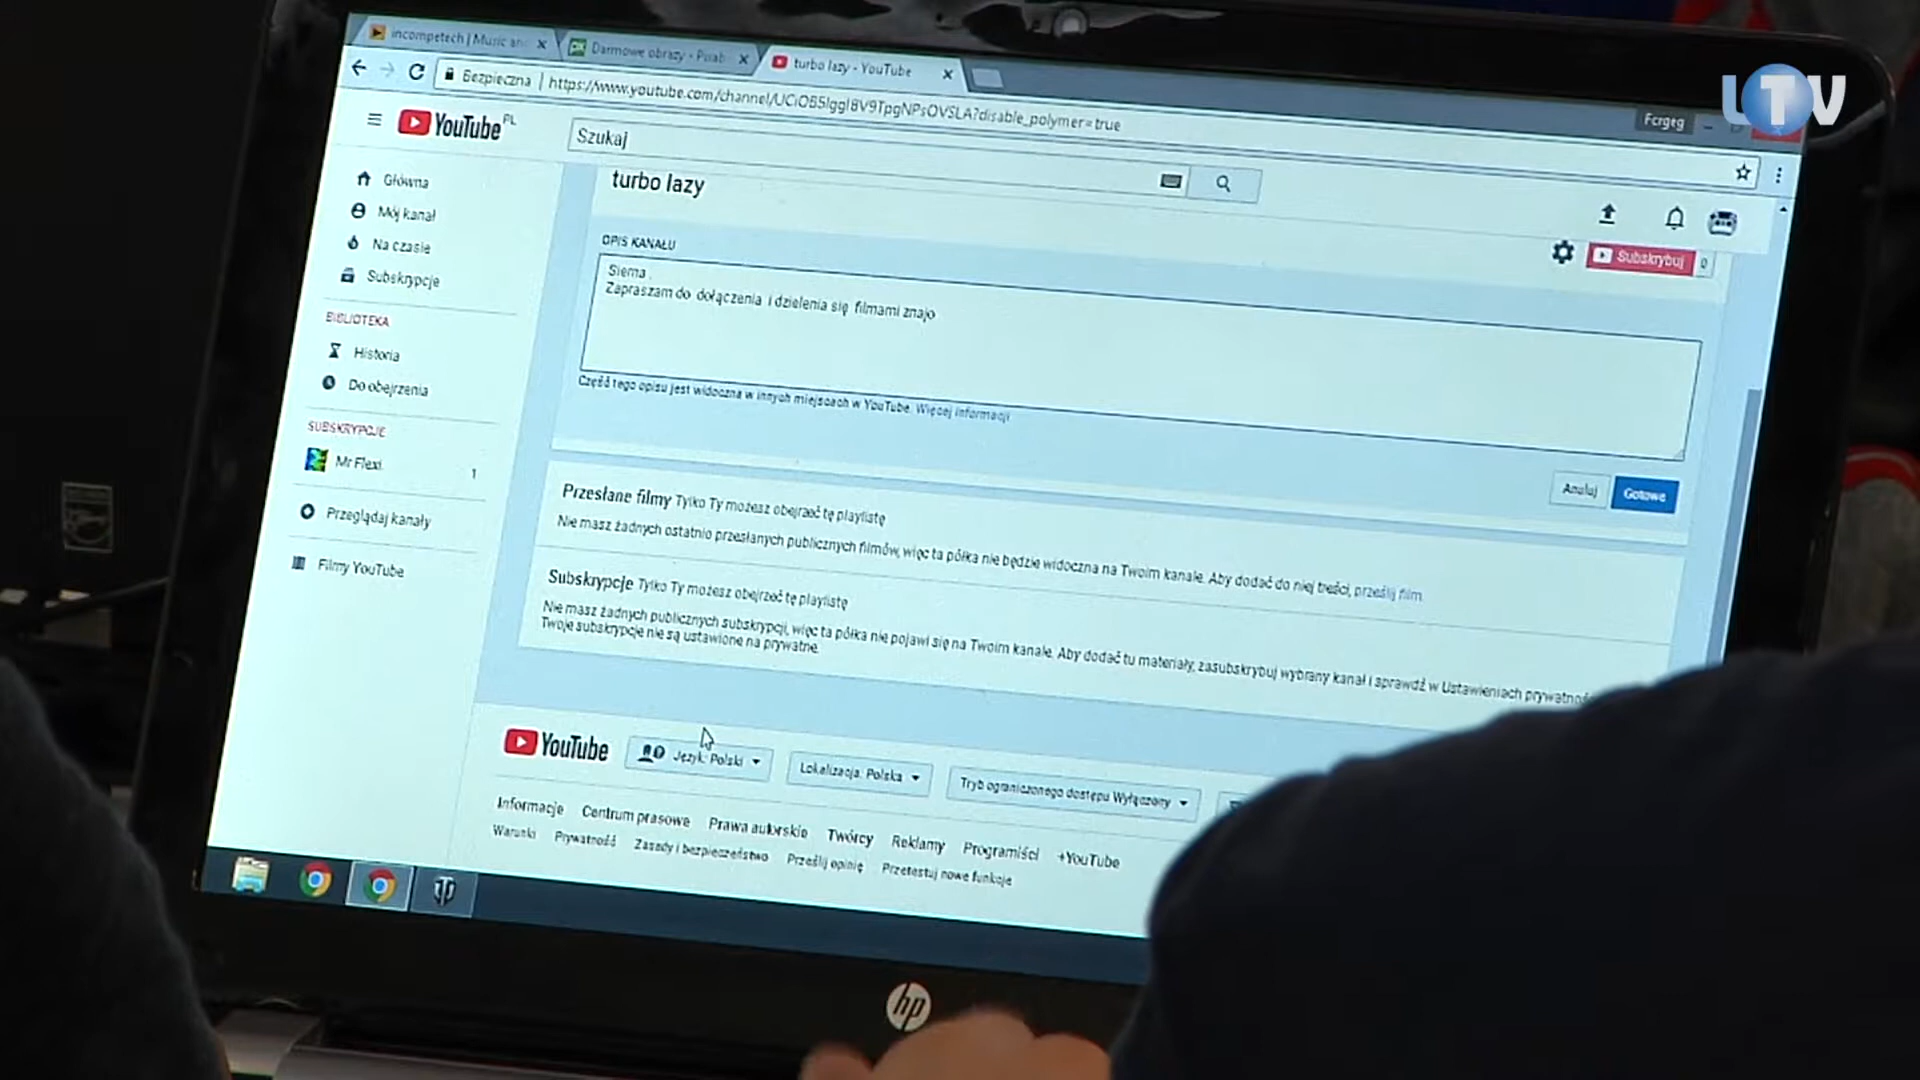 incompetech | Music an
Darmowe obrazy - Pixab
turbo lazy - YouTube
LTV
Fcrgeg
Bezpieczna | https://www.youtube.com/channel/UCiOB5IggI8V9TpgNPsOVSLA?disable_polymer=true
YouTube PL
Szukaj
turbo lazy
Główna
Mój kanał
Na czasie
Subskrypcje
BIBLIOTEKA
Historia
Do obejrzenia
SUBSKRYPCJE
Mr Flexi 1
Przeglądaj kanały
Filmy YouTube
Subskrybuj 0
OPIS KANAŁU
Siema .
Zapraszam do dołączenia i dzielenia się filmami znajo
Część tego opisu jest widoczna w innych miejscach w YouTube. Więcej informacji
Anuluj
Gotowe
Przesłane filmy Tylko Ty możesz obejrzeć tę playlistę
Nie masz żadnych ostatnio przesłanych publicznych filmów, więc ta półka nie będzie widoczna na Twoim kanale. Aby dodać do niej treści, prześlij film.
Subskrypcje Tylko Ty możesz obejrzeć tę playlistę
Nie masz żadnych publicznych subskrypcji, więc ta półka nie pojawi się na Twoim kanale. Aby dodać tu materiały, zasubskrybuj wybrany kanał i sprawdź w Ustawieniach prywatnoś
Twoje subskrypcje nie są ustawione na prywatne.
YouTube
Język: Polski
Lokalizacja: Polska
Tryb ograniczonego dostępu Wyłączony
Informacje Centrum prasowe Prawa autorskie Twórcy Reklamy Programiści +YouTube
Warunki Prywatność Zasady i bezpieczeństwo Prześlij opinię Przetestuj nowe funkcje
hp